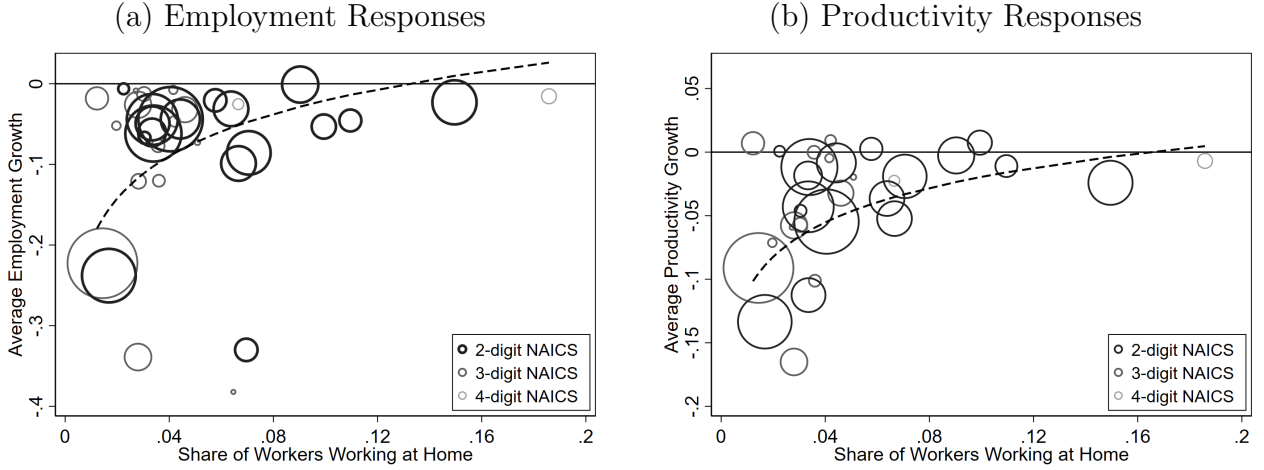 (a) Employment Responses
(b) Productivity Responses
Average Employment Growth
0
-.1
-.2
-.3
-.4
0
.04
.08
.12
.16
.2
Share of Workers Working at Home
2-digit NAICS
3-digit NAICS
4-digit NAICS
Average Productivity Growth
.05
0
-.05
-.1
-.15
-.2
0
.04
.08
.12
.16
.2
Share of Workers Working at Home
2-digit NAICS
3-digit NAICS
4-digit NAICS